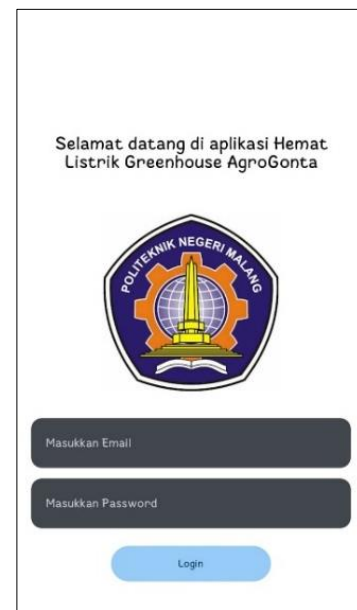 Selamat datang di aplikasi Hemat
Listrik Greenhouse AgroGonta
POLITEKNIK NEGERI MALANG
Masukkan Email
Masukkan Password
Login